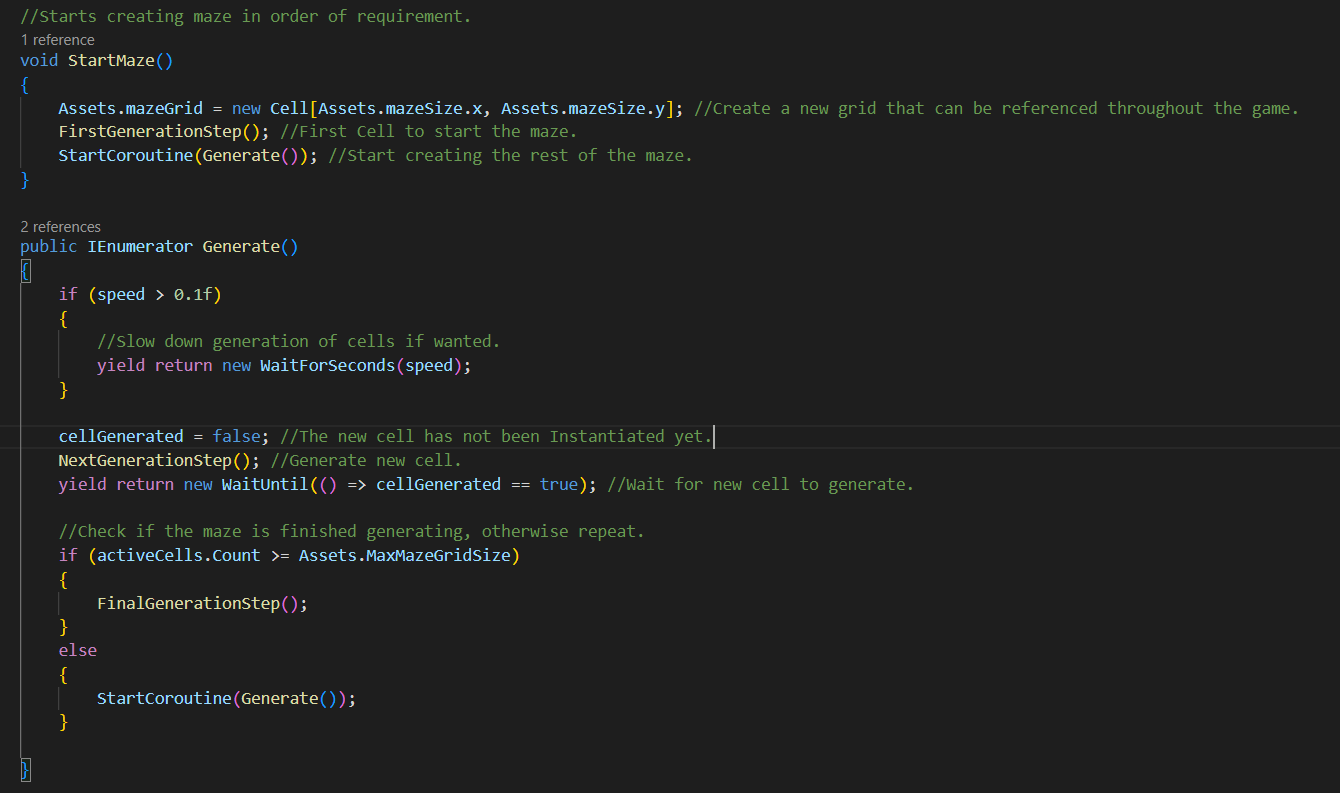 //Starts creating maze in order of requirement.
1 reference
void StartMaze()
{
    Assets.mazeGrid = new Cell[Assets.mazeSize.x, Assets.mazeSize.y]; //Create a new grid that can be referenced throughout the game.
    FirstGenerationStep(); //First Cell to start the maze.
    StartCoroutine(Generate()); //Start creating the rest of the maze.
}
2 references
public IEnumerator Generate()
{
    if (speed > 0.1f)
    {
        //Slow down generation of cells if wanted.
        yield return new WaitForSeconds(speed);
    }
    cellGenerated = false; //The new cell has not been Instantiated yet.
    NextGenerationStep(); //Generate new cell.
    yield return new WaitUntil(() => cellGenerated == true); //Wait for new cell to generate.
    //Check if the maze is finished generating, otherwise repeat.
    if (activeCells.Count >= Assets.MaxMazeGridSize)
    {
        FinalGenerationStep();
    }
    else
    {
        StartCoroutine(Generate());
    }
}